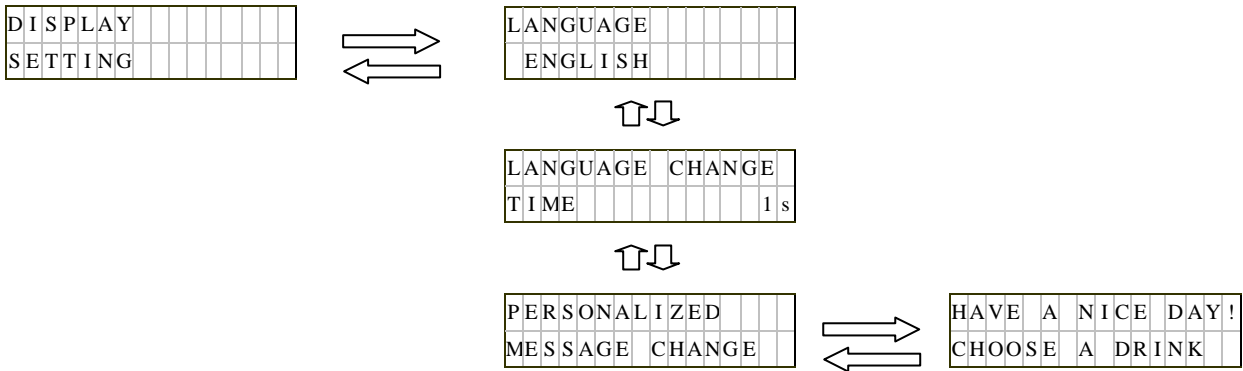 DISPLAY
SETTING
LANGUAGE
ENGLISH
LANGUAGE CHANGE
TIME 1s
PERSONALIZED
MESSAGE CHANGE
HAVE A NICE DAY!
CHOOSE A DRINK